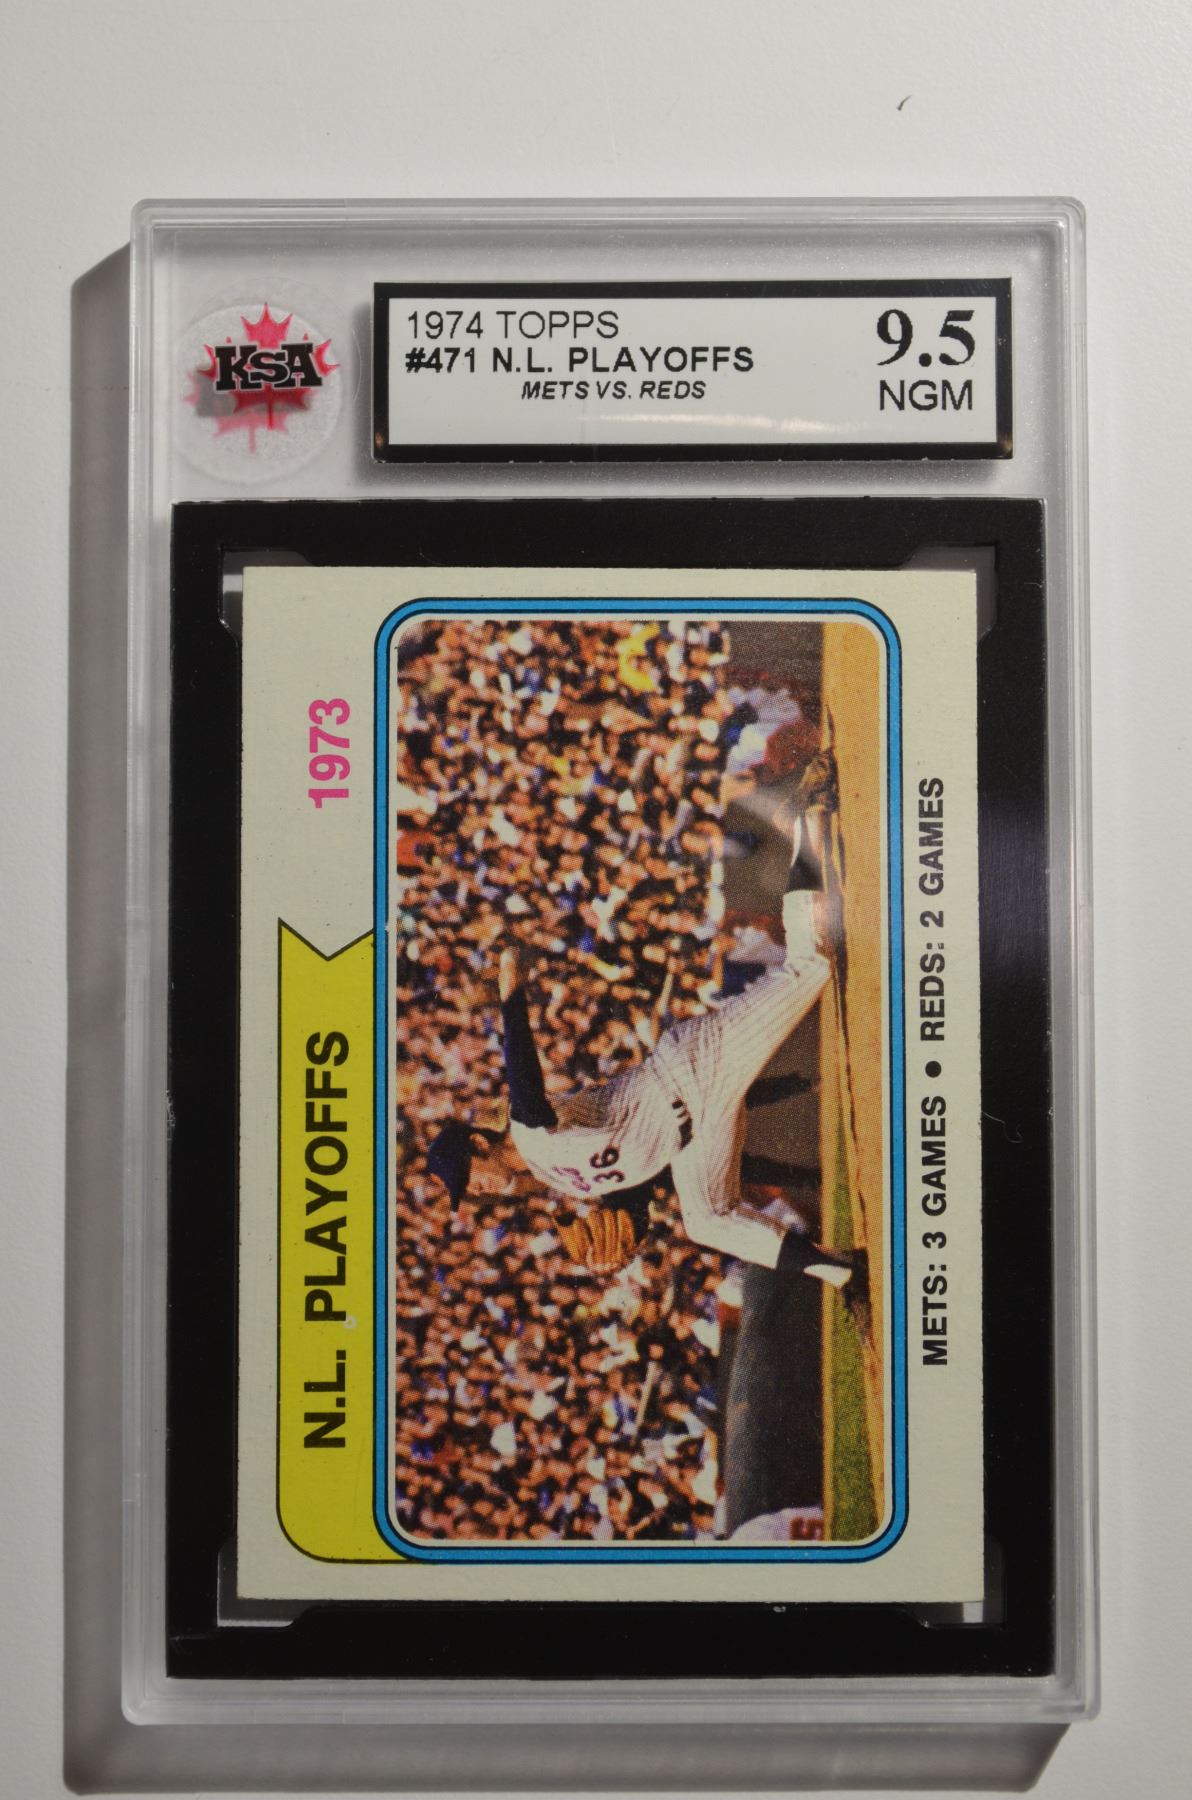 KSA
1974 TOPPS
#471 N.L. PLAYOFFS
METS VS. REDS
9.5
NGM
N.L. PLAYOFFS
1973
36
METS: 3 GAMES • REDS: 2 GAMES